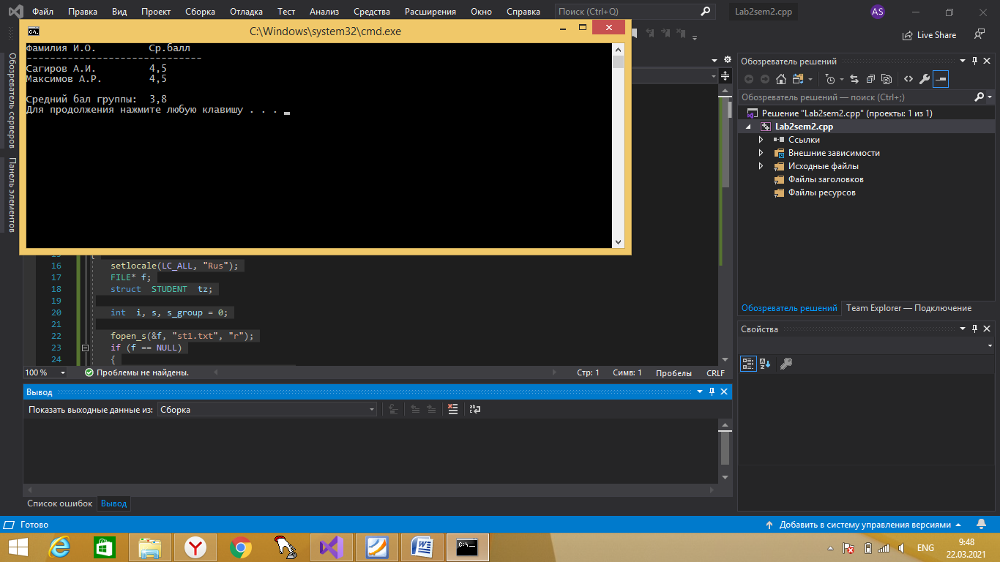 Файл Правка Вид Проект Сборка Отладка Тест Анализ Средства Расширения Окно Справка Поиск (Ctrl+Q) Lab2sem2.cpp AS
Live Share
C:\Windows\system32\cmd.exe
Фамилия И.О. Ср.балл
------------------------------
Сагиров А.И. 4,5
Максимов А.Р. 4,5
Средний бал группы: 3,8
Для продолжения нажмите любую клавишу . . .
Обозреватель серверов
Панель элементов
15 {
16 setlocale(LC_ALL, "Rus");
17 FILE* f;
18 struct STUDENT tz;
19
20 int i, s, s_group = 0;
21
22 fopen_s(&f, "st1.txt", "r");
23 if (f == NULL)
24 {
100 % Проблемы не найдены. Стр: 1 Симв: 1 Пробелы CRLF
Вывод
Показать выходные данные из: Сборка
Список ошибок Вывод
Обозреватель решений
Обозреватель решений — поиск (Ctrl+;)
Решение "Lab2sem2.cpp" (проекты: 1 из 1)
Lab2sem2.cpp
Ссылки
Внешние зависимости
Исходные файлы
Файлы заголовков
Файлы ресурсов
Обозреватель решений Team Explorer — Подключение
Свойства
Готово Добавить в систему управления версиями
ENG 9:48
22.03.2021